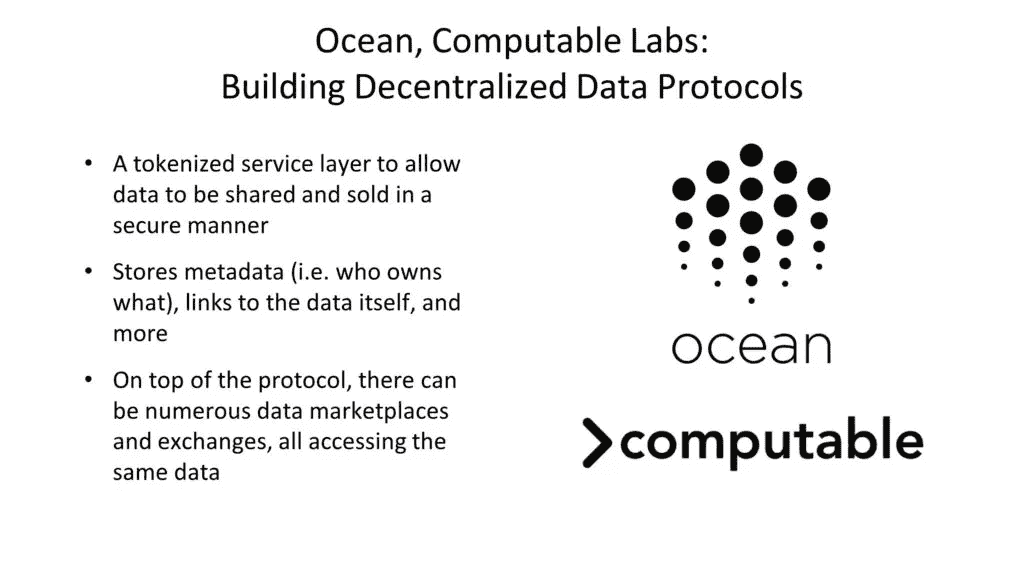 Ocean, Computable Labs:
Building Decentralized Data Protocols
• A tokenized service layer to allow
data to be shared and sold in a
secure manner
• Stores metadata (i.e. who owns
what), links to the data itself, and
more
• On top of the protocol, there can
be numerous data marketplaces
and exchanges, all accessing the
same data
ocean
computable